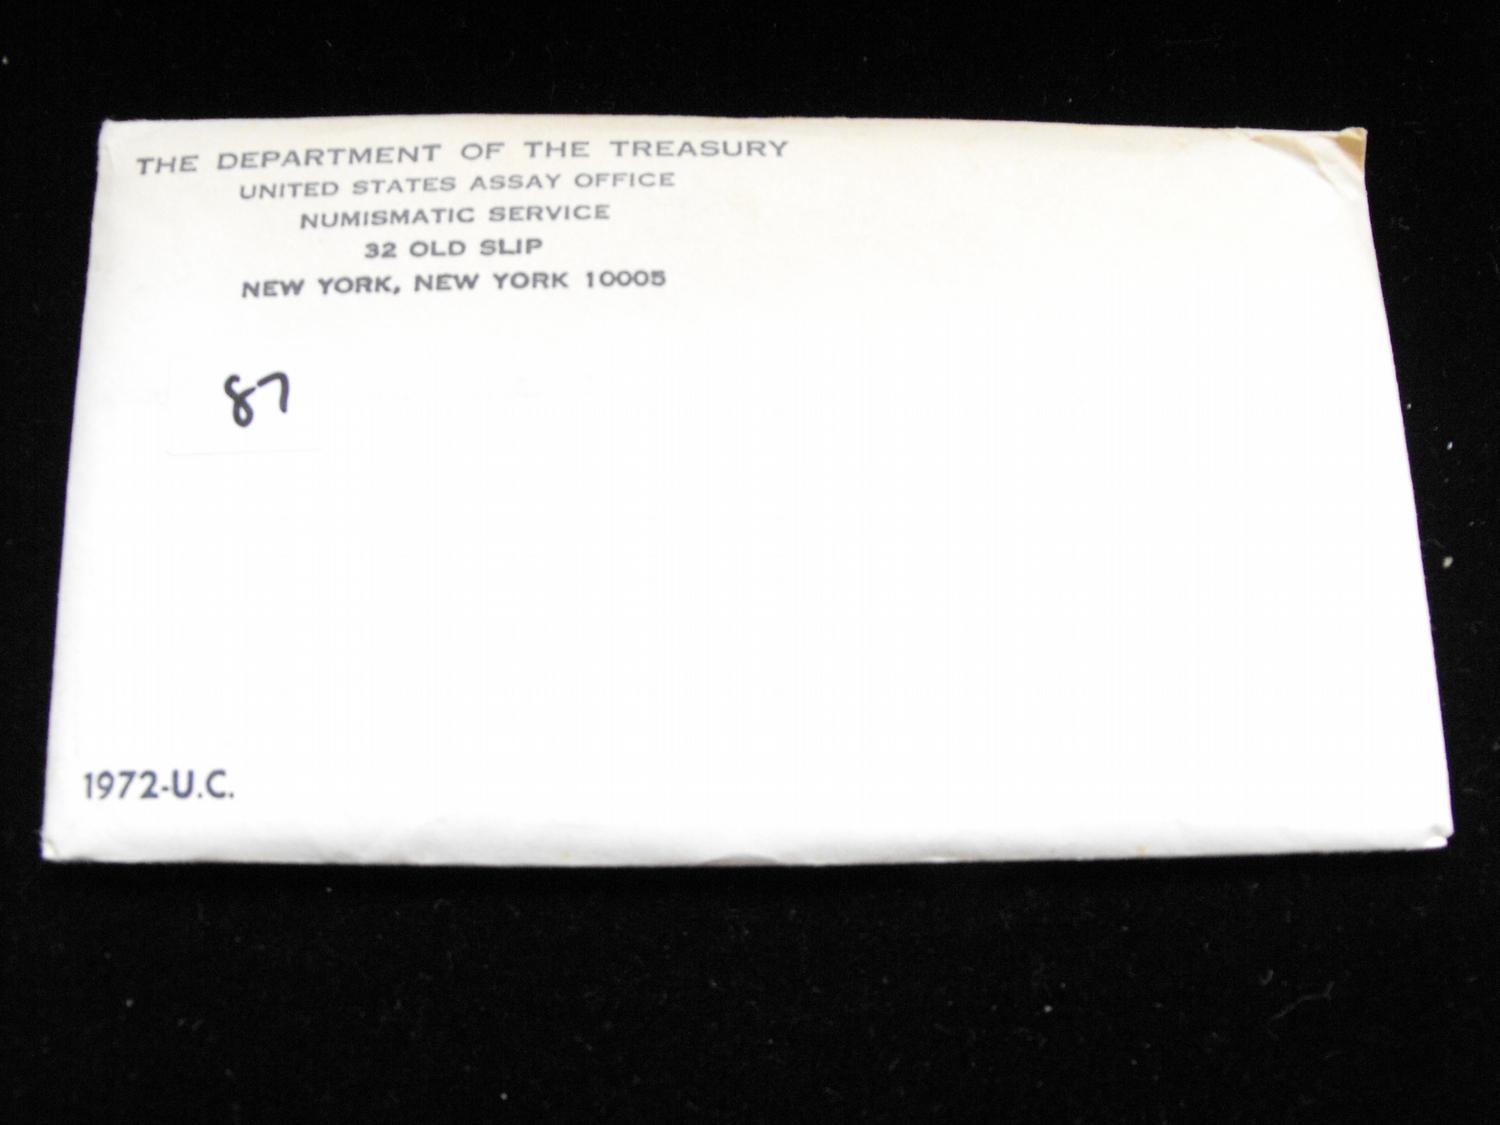 THE DEPARTMENT OF THE TREASURY
UNITED STATES ASSAY OFFICE
NUMISMATIC SERVICE
32 OLD SLIP
NEW YORK, NEW YORK 10005
87
1972-U.C.